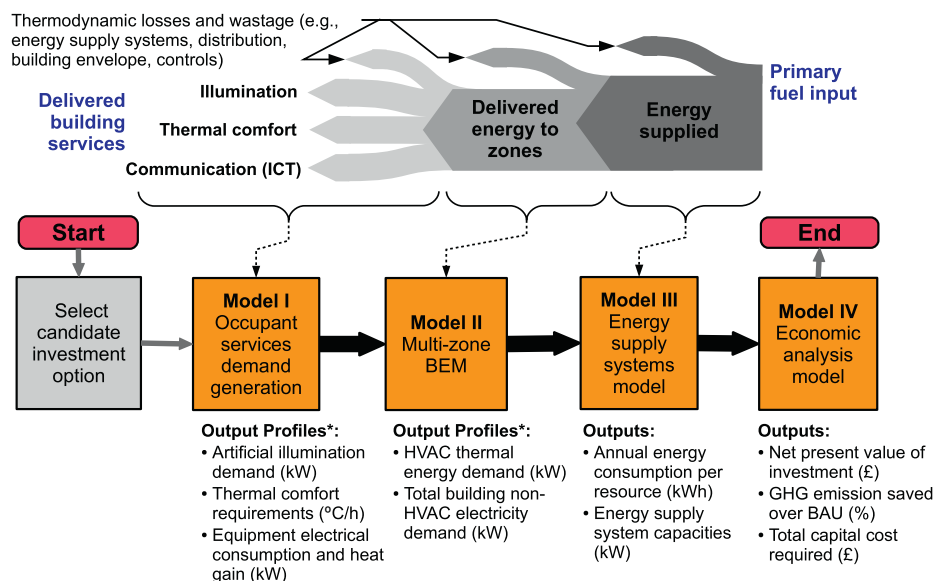 Thermodynamic losses and wastage (e.g.,
energy supply systems, distribution,
building envelope, controls)
Delivered
building
services
Illumination
Thermal comfort
Communication (ICT)
Delivered
energy to
zones
Energy
supplied
Primary
fuel input
Start
End
Select
candidate
investment
option
Model I
Occupant
services
demand
generation
Model II
Multi-zone
BEM
Model III
Energy
supply
systems
model
Model IV
Economic
analysis
model
Output Profiles*:
• Artificial illumination
demand (kW)
• Thermal comfort
requirements (ºC/h)
• Equipment electrical
consumption and heat
gain (kW)
Output Profiles*:
• HVAC thermal
energy demand (kW)
• Total building non-
HVAC electricity
demand (kW)
Outputs:
• Annual energy
consumption per
resource (kWh)
• Energy supply
system capacities
(kW)
Outputs:
• Net present value of
investment (£)
• GHG emission saved
over BAU (%)
• Total capital cost
required (£)